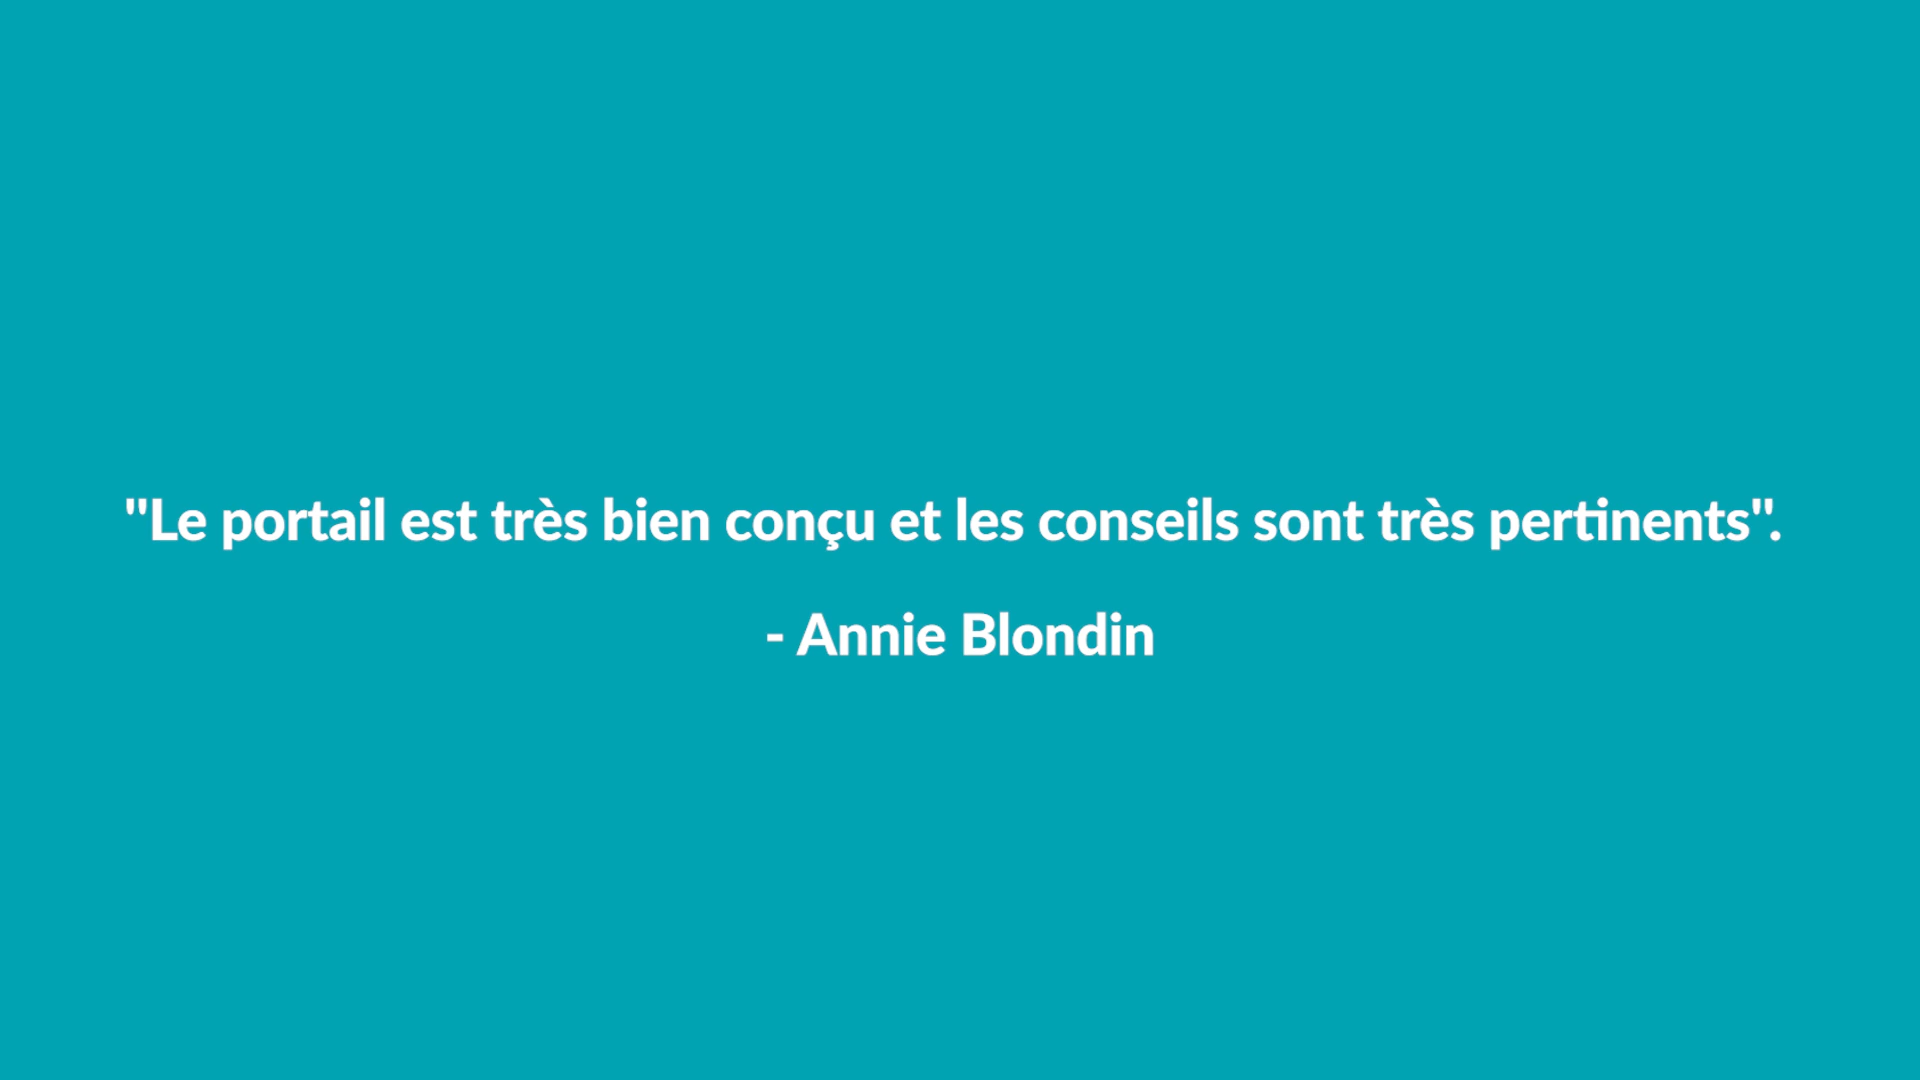 "Le portail est très bien conçu et les conseils sont très pertinents".
- Annie Blondin